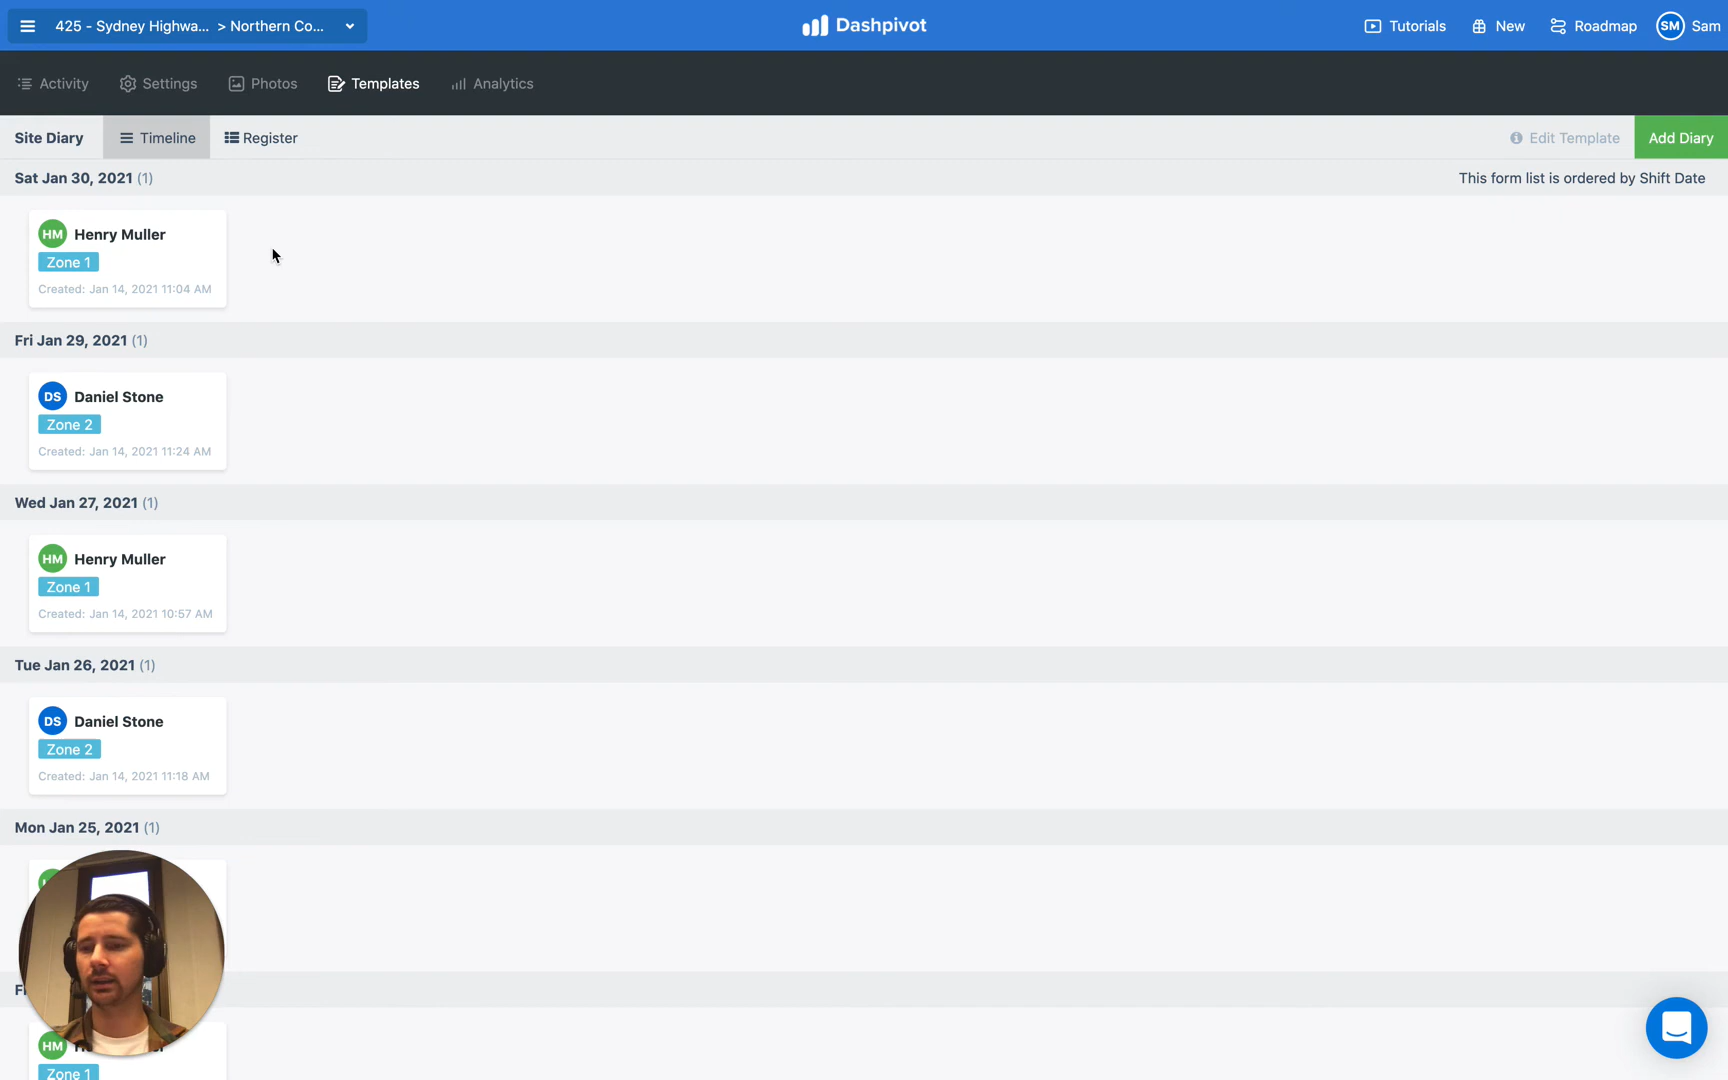 425 - Sydney Highwa... > Northern Co...
Dashpivot
Tutorials
New
Roadmap
SM Sam
Activity
Settings
Photos
Templates
Analytics
Site Diary
Timeline
Register
Edit Template
Add Diary
Sat Jan 30, 2021 (1)
This form list is ordered by Shift Date
HM Henry Muller
Zone 1
Created: Jan 14, 2021 11:04 AM
Fri Jan 29, 2021 (1)
DS Daniel Stone
Zone 2
Created: Jan 14, 2021 11:24 AM
Wed Jan 27, 2021 (1)
HM Henry Muller
Zone 1
Created: Jan 14, 2021 10:57 AM
Tue Jan 26, 2021 (1)
DS Daniel Stone
Zone 2
Created: Jan 14, 2021 11:18 AM
Mon Jan 25, 2021 (1)
HM
Zone 1